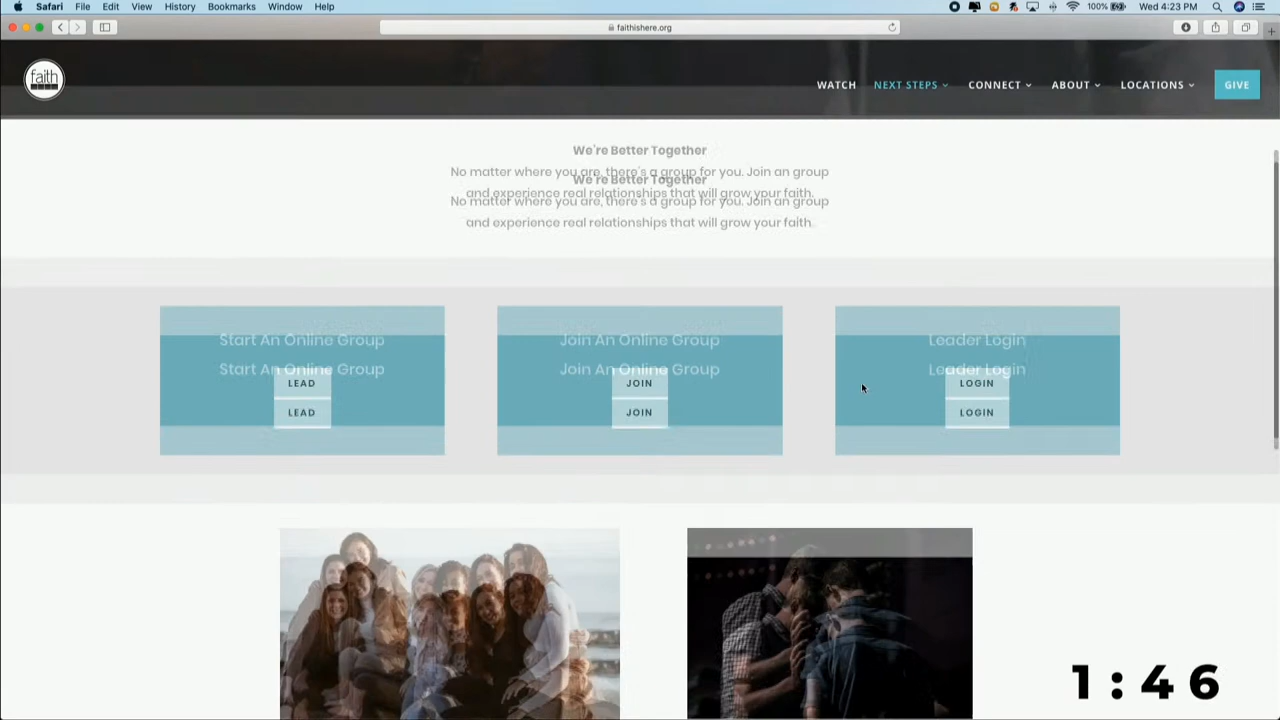 Safari File Edit View History Bookmarks Window Help 100% Wed 4:23 PM
faithishere.org
faith
WATCH NEXT STEPS CONNECT ABOUT LOCATIONS GIVE
We're Better Together
No matter where you are, there's a group for you. Join an group
We're Better Together
and experience real relationships that will grow your faith.
No matter where you are, there's a group for you. Join an group
and experience real relationships that will grow your faith.
Start An Online Group Join An Online Group Leader Login
Start An Online Group Join An Online Group Leader Login
LEAD JOIN LOGIN
LEAD JOIN LOGIN
1:46